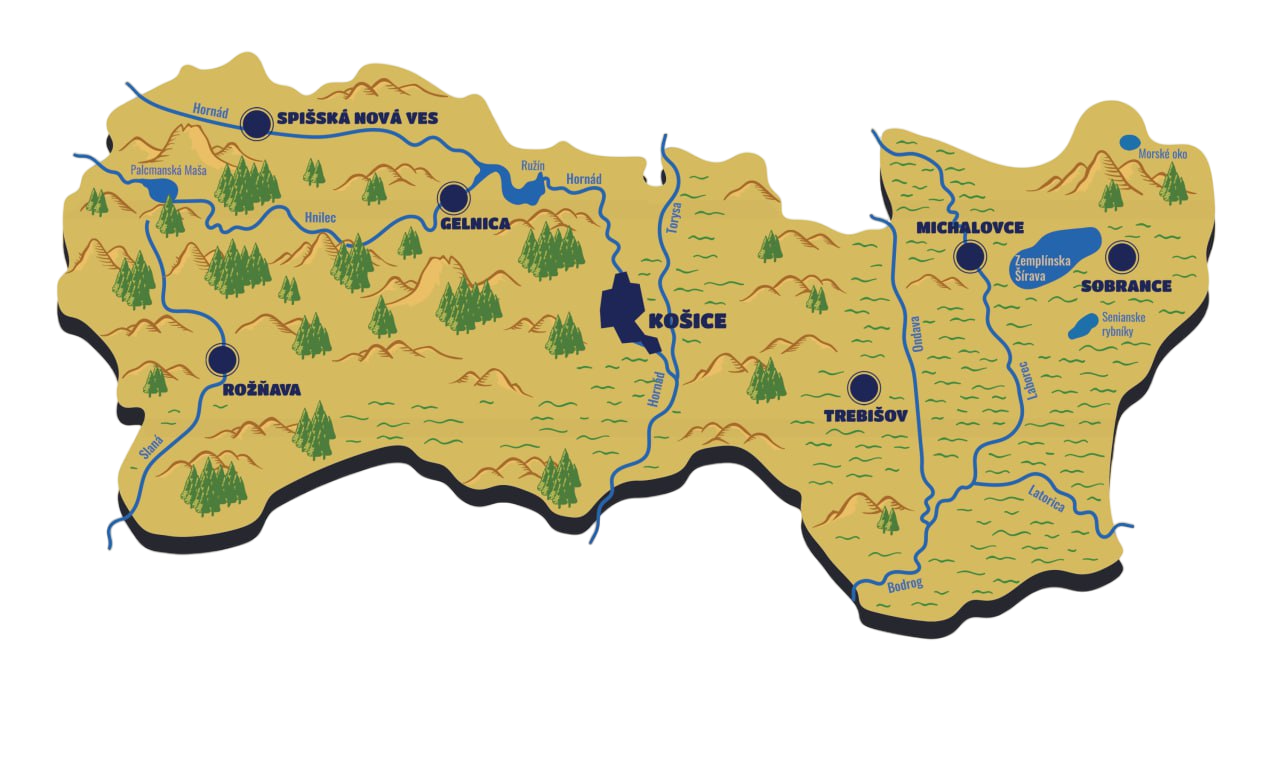 Hornád
SPIŠSKÁ NOVÁ VES
Palcmanská Maša
Ružín
Hornád
Hnilec
GELNICA
Torysa
Morské oko
MICHALOVCE
Zemplínska
Šírava
SOBRANCE
KOŠICE
Senianske
rybníky
Ondava
Laborec
ROŽŇAVA
Hornád
TREBIŠOV
Slaná
Latorica
Bodrog